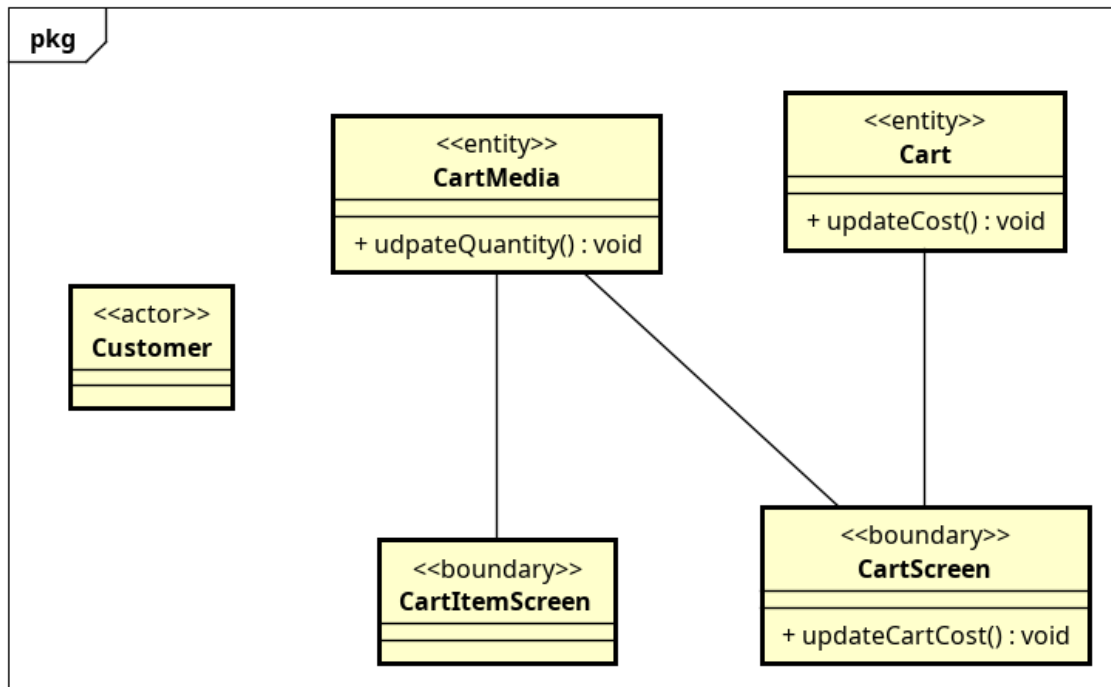 pkg
<<entity>>
CartMedia
+ udpateQuantity() : void
<<entity>>
Cart
+ updateCost() : void
<<actor>>
Customer
<<boundary>>
CartItemScreen
<<boundary>>
CartScreen
+ updateCartCost() : void